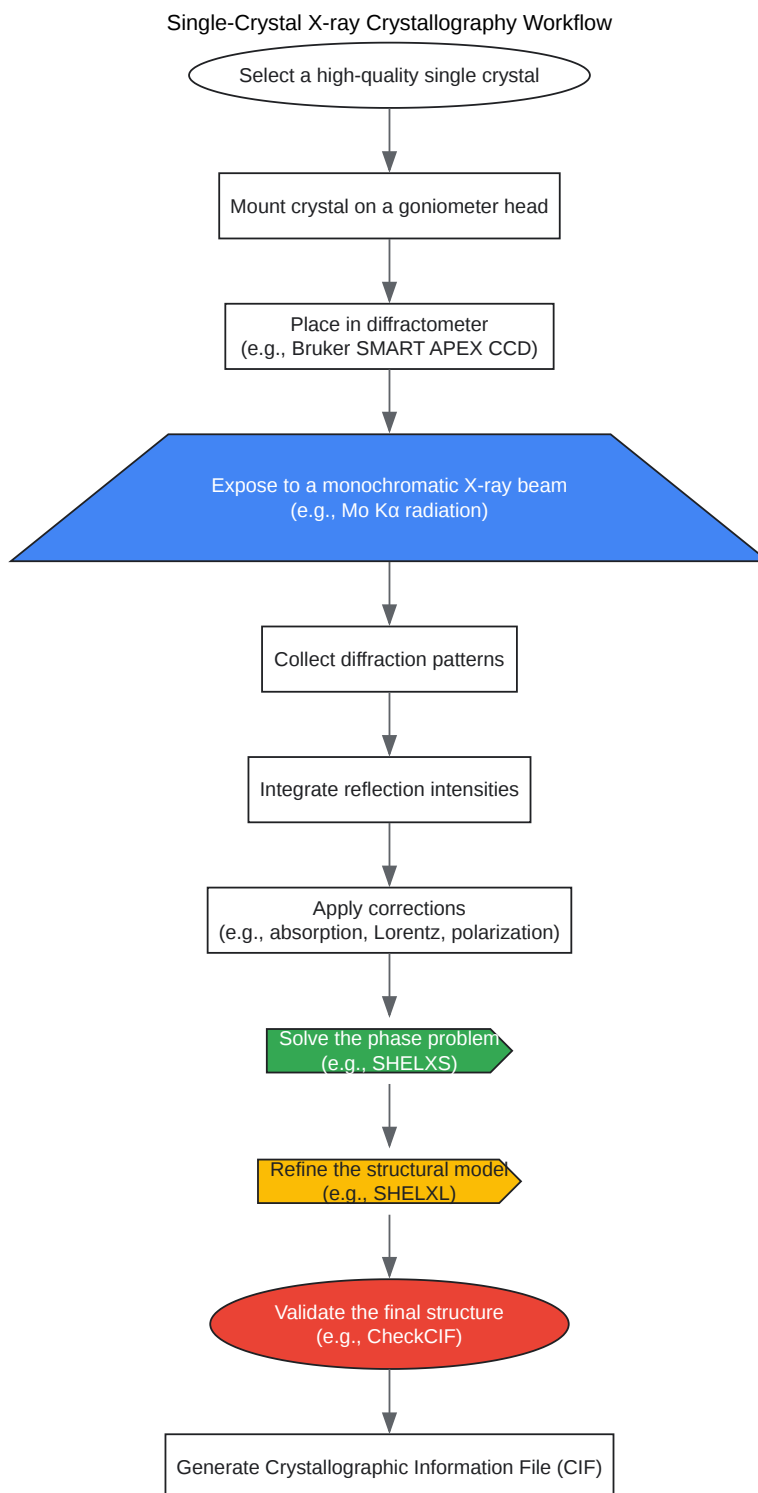 Single-Crystal X-ray Crystallography Workflow
Select a high-quality single crystal
Mount crystal on a goniometer head
Place in diffractometer
(e.g., Bruker SMART APEX CCD)
Expose to a monochromatic X-ray beam
(e.g., Mo Kα radiation)
Collect diffraction patterns
Integrate reflection intensities
Apply corrections
(e.g., absorption, Lorentz, polarization)
Solve the phase problem
(e.g., SHELXS)
Refine the structural model
(e.g., SHELXL)
Validate the final structure
(e.g., CheckCIF)
Generate Crystallographic Information File (CIF)